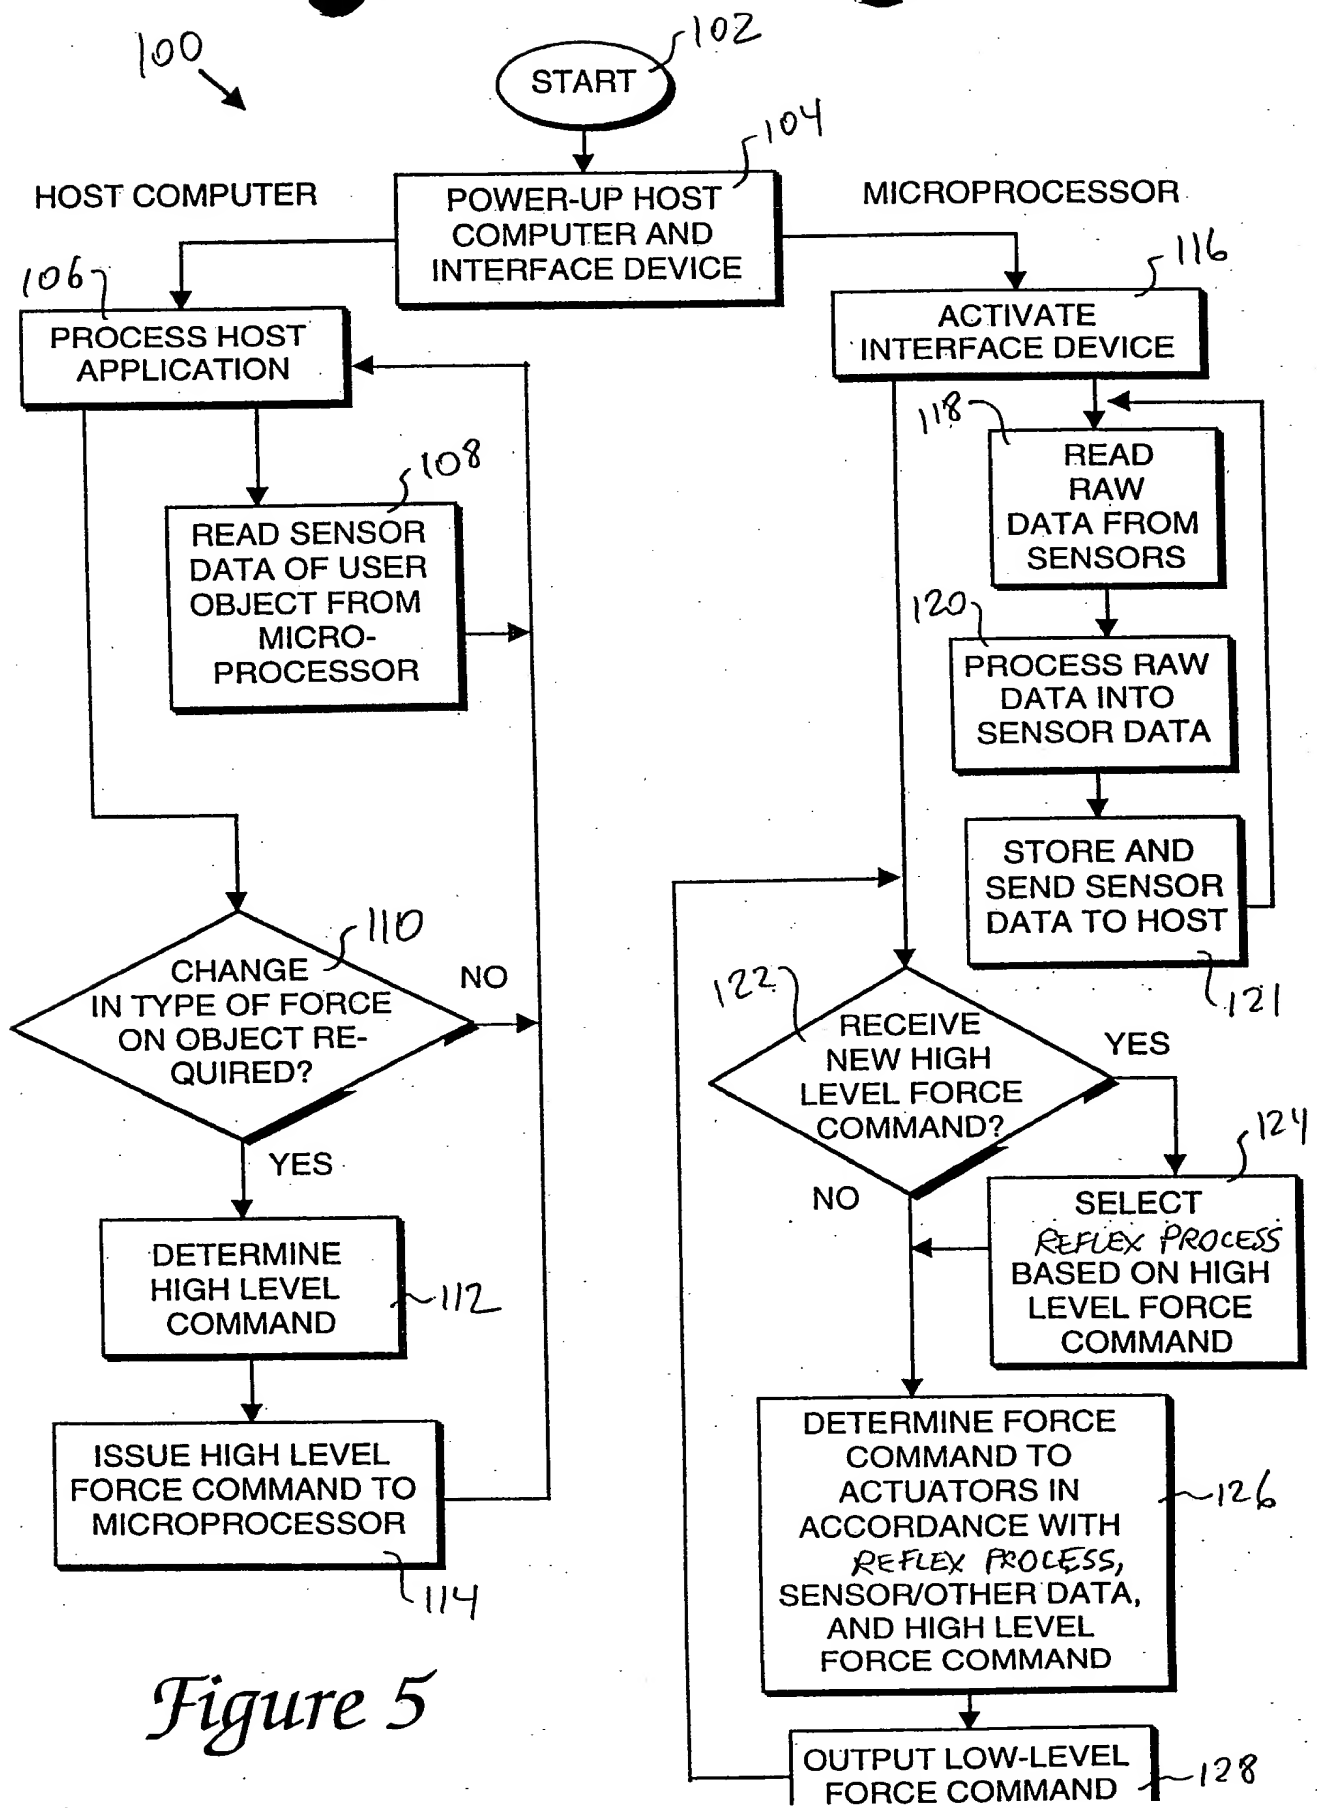 100
102
START
104
HOST COMPUTER
POWER-UP HOST
COMPUTER AND
INTERFACE DEVICE
MICROPROCESSOR
106
PROCESS HOST
APPLICATION
108
READ SENSOR
DATA OF USER
OBJECT FROM
MICRO-
PROCESSOR
110
CHANGE
IN TYPE OF FORCE
ON OBJECT RE-
QUIRED?
NO
YES
DETERMINE
HIGH LEVEL
COMMAND
112
ISSUE HIGH LEVEL
FORCE COMMAND TO
MICROPROCESSOR
114
116
ACTIVATE
INTERFACE DEVICE
118
READ
RAW
DATA FROM
SENSORS
120
PROCESS RAW
DATA INTO
SENSOR DATA
STORE AND
SEND SENSOR
DATA TO HOST
121
122
RECEIVE
NEW HIGH
LEVEL FORCE
COMMAND?
YES
NO
124
SELECT
REFLEX PROCESS
BASED ON HIGH
LEVEL FORCE
COMMAND
DETERMINE FORCE
COMMAND TO
ACTUATORS IN
ACCORDANCE WITH
REFLEX PROCESS,
SENSOR/OTHER DATA,
AND HIGH LEVEL
FORCE COMMAND
126
OUTPUT LOW-LEVEL
FORCE COMMAND
128
Figure 5